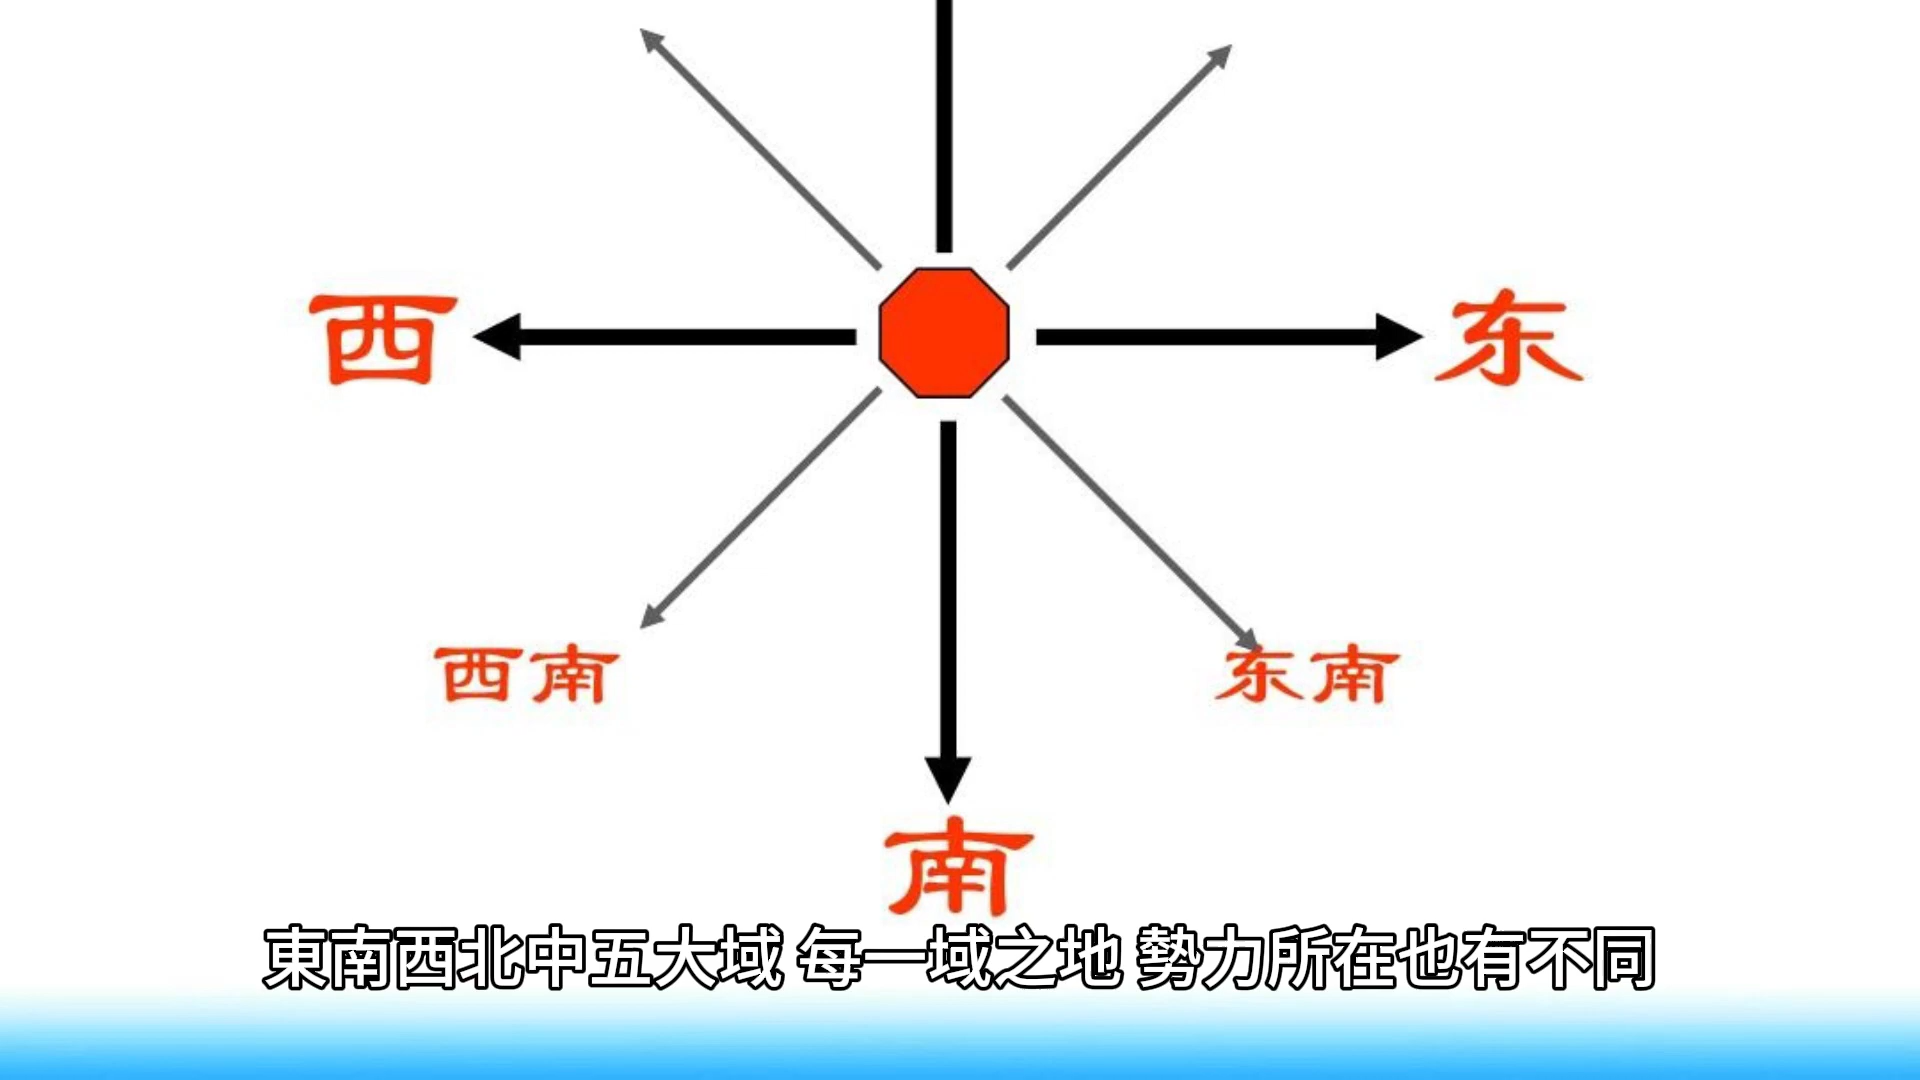 西
东
西南
东南
南
東南西北中五大域 每一域之地 勢力所在也有不同